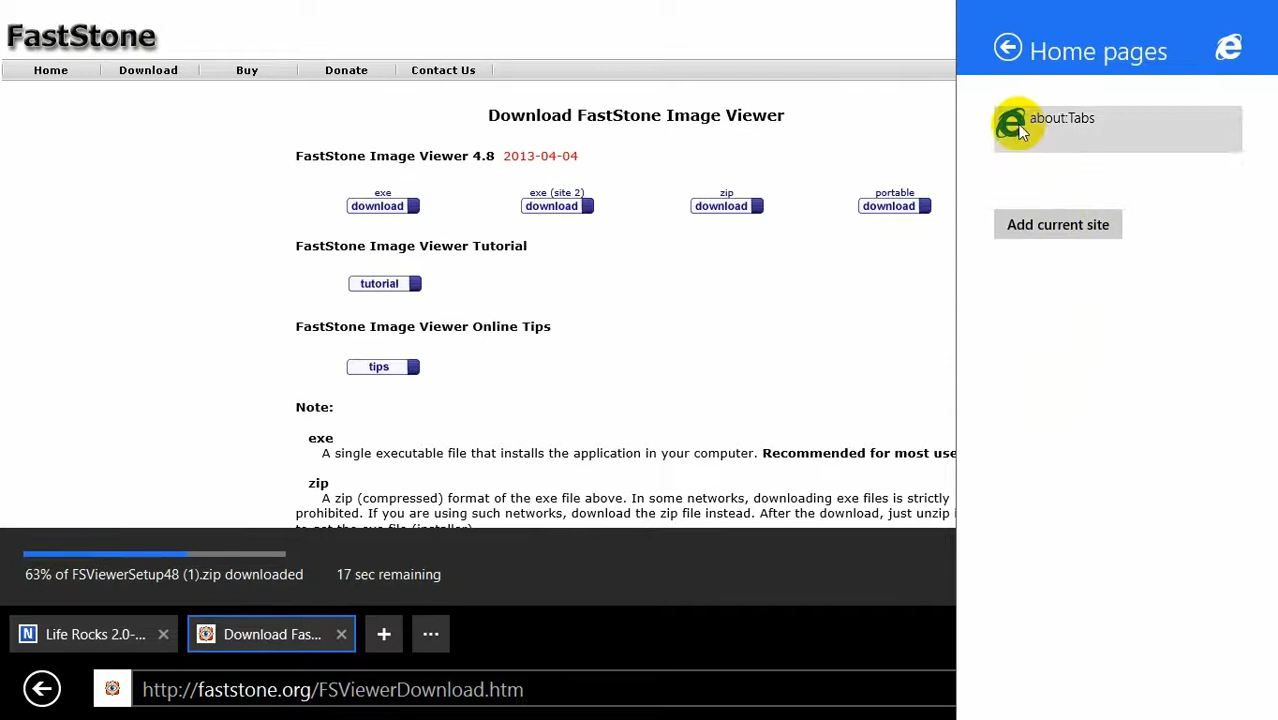 FastStone
Home Download Buy Donate Contact Us
Download FastStone Image Viewer
FastStone Image Viewer 4.8 2013-04-04
exe exe (site 2) zip portable
download download download download
FastStone Image Viewer Tutorial
tutorial
FastStone Image Viewer Online Tips
tips
Note:
exe
A single executable file that installs the application in your computer. Recommended for most use
zip
A zip (compressed) format of the exe file above. In some networks, downloading exe files is strictly
prohibited. If you are using such networks, download the zip file instead. After the download, just unzip i
to get the exe file (installer)
63% of FSViewerSetup48 (1).zip downloaded 17 sec remaining
Life Rocks 2.0-... Download Fas... ...
http://faststone.org/FSViewerDownload.htm
Home pages
about:Tabs
Add current site